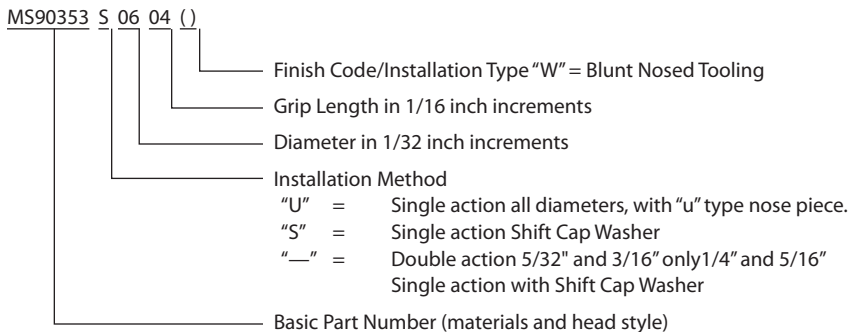 MS90353 S 06 04 ( )
Finish Code/Installation Type “W” = Blunt Nosed Tooling
Grip Length in 1/16 inch increments
Diameter in 1/32 inch increments
Installation Method
“U” = Single action all diameters, with “u” type nose piece.
“S” = Single action Shift Cap Washer
“—” = Double action 5/32" and 3/16” only1/4” and 5/16”
Single action with Shift Cap Washer
Basic Part Number (materials and head style)